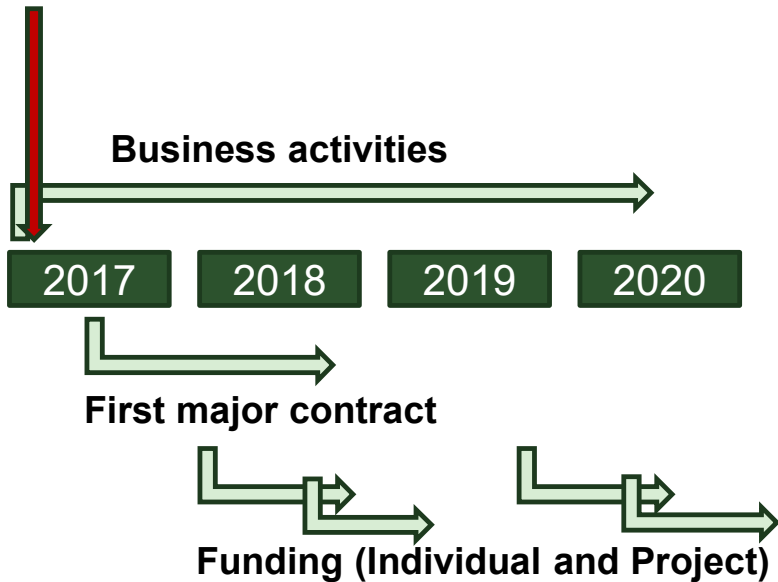 Business activities
2017 2018 2019 2020
First major contract
Funding (Individual and Project)